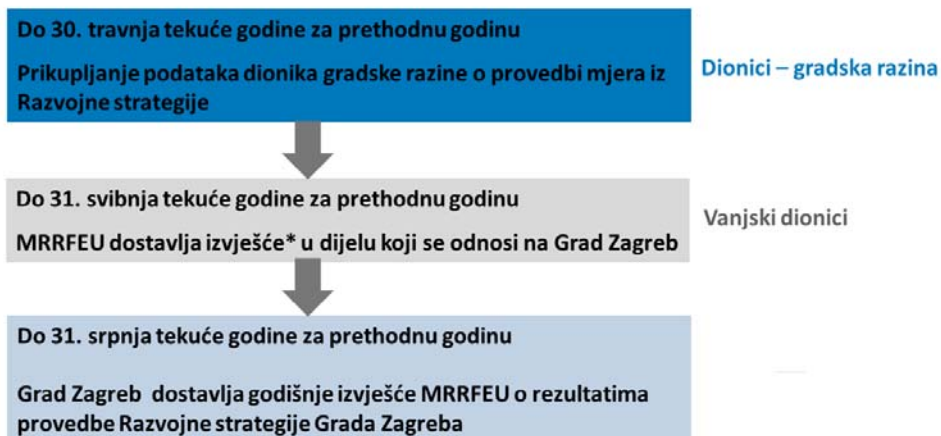 Do 30. travnja tekuće godine za prethodnu godinu
Prikupljanje podataka dionika gradske razine o provedbi mjera iz
Razvojne strategije
Dionici – gradska razina
Do 31. svibnja tekuće godine za prethodnu godinu
MRRFEU dostavlja izvješće* u dijelu koji se odnosi na Grad Zagreb
Vanjski dionici
Do 31. srpnja tekuće godine za prethodnu godinu
Grad Zagreb dostavlja godišnje izvješće MRRFEU o rezultatima
provedbe Razvojne strategije Grada Zagreba